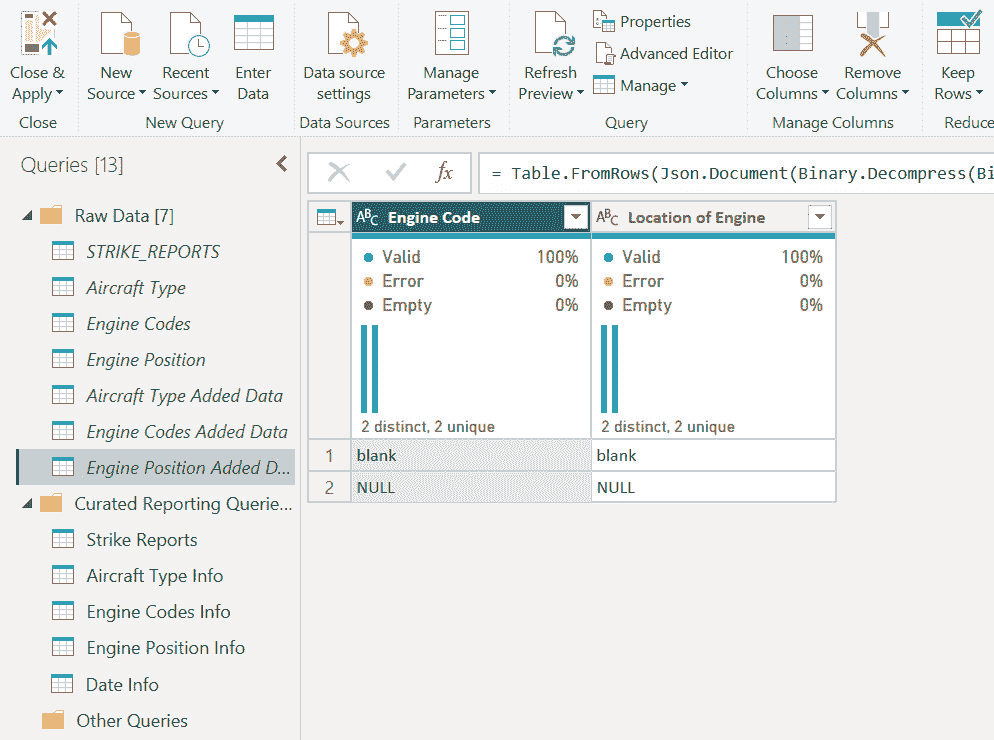 Close &
Apply
New
Source
Recent
Sources
Enter
Data
Data source
settings
Manage
Parameters
Refresh
Preview
Properties
Advanced Editor
Manage
Choose
Columns
Remove
Columns
Keep
Rows
Close
New Query
Data Sources
Parameters
Query
Manage Columns
Reduce
Queries [13]
fx
= Table.FromRows(Json.Document(Binary.Decompress(Bi
Raw Data [7]
STRIKE_REPORTS
Aircraft Type
Engine Codes
Engine Position
Aircraft Type Added Data
Engine Codes Added Data
Engine Position Added D...
Curated Reporting Querie...
Strike Reports
Aircraft Type Info
Engine Codes Info
Engine Position Info
Date Info
Other Queries
ABC Engine Code
ABC Location of Engine
Valid 100%
Error 0%
Empty 0%
2 distinct, 2 unique
Valid 100%
Error 0%
Empty 0%
2 distinct, 2 unique
1 blank blank
2 NULL NULL